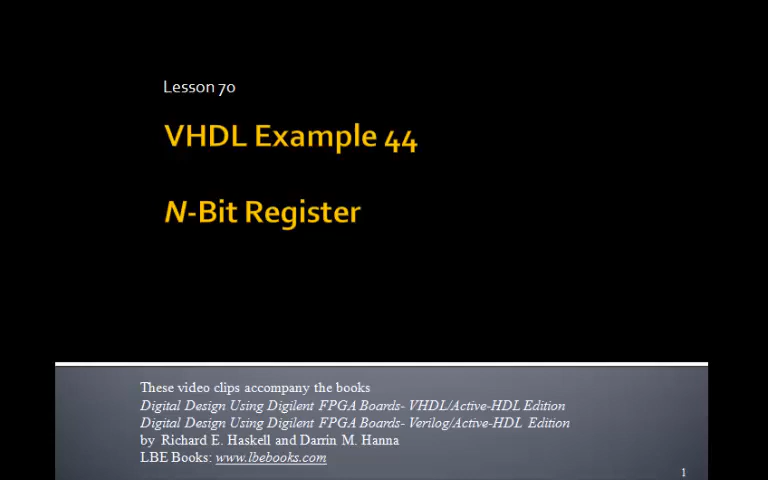 Lesson 70
VHDL Example 44
N-Bit Register
These video clips accompany the books
Digital Design Using Digilent FPGA Boards- VHDL/Active-HDL Edition
Digital Design Using Digilent FPGA Boards- Verilog/Active-HDL Edition
by Richard E. Haskell and Darrin M. Hanna
LBE Books: www.lbebooks.com
1